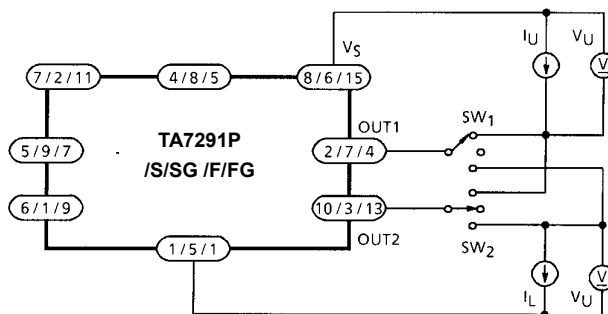 VS
IU
VU
7/2/11
4/8/5
8/6/15
V
SW1
TA7291P
/S/SG /F/FG
OUT1
5/9/7
2/7/4
6/1/9
10/3/13
OUT2
1/5/1
SW2
IL
VU
V